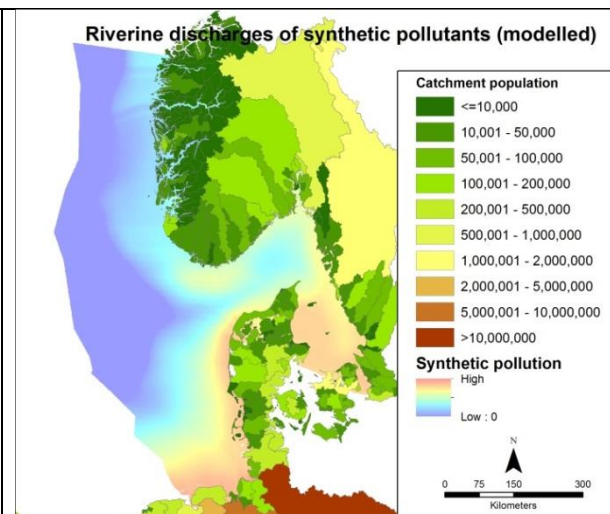 Riverine discharges of synthetic pollutants (modelled)
Catchment population
<=10,000
10,001 - 50,000
50,001 - 100,000
100,001 - 200,000
200,001 - 500,000
500,001 - 1,000,000
1,000,001 - 2,000,000
2,000,001 - 5,000,000
5,000,001 - 10,000,000
>10,000,000
Synthetic pollution
High
Low : 0
N
0 75 150 300
Kilometers